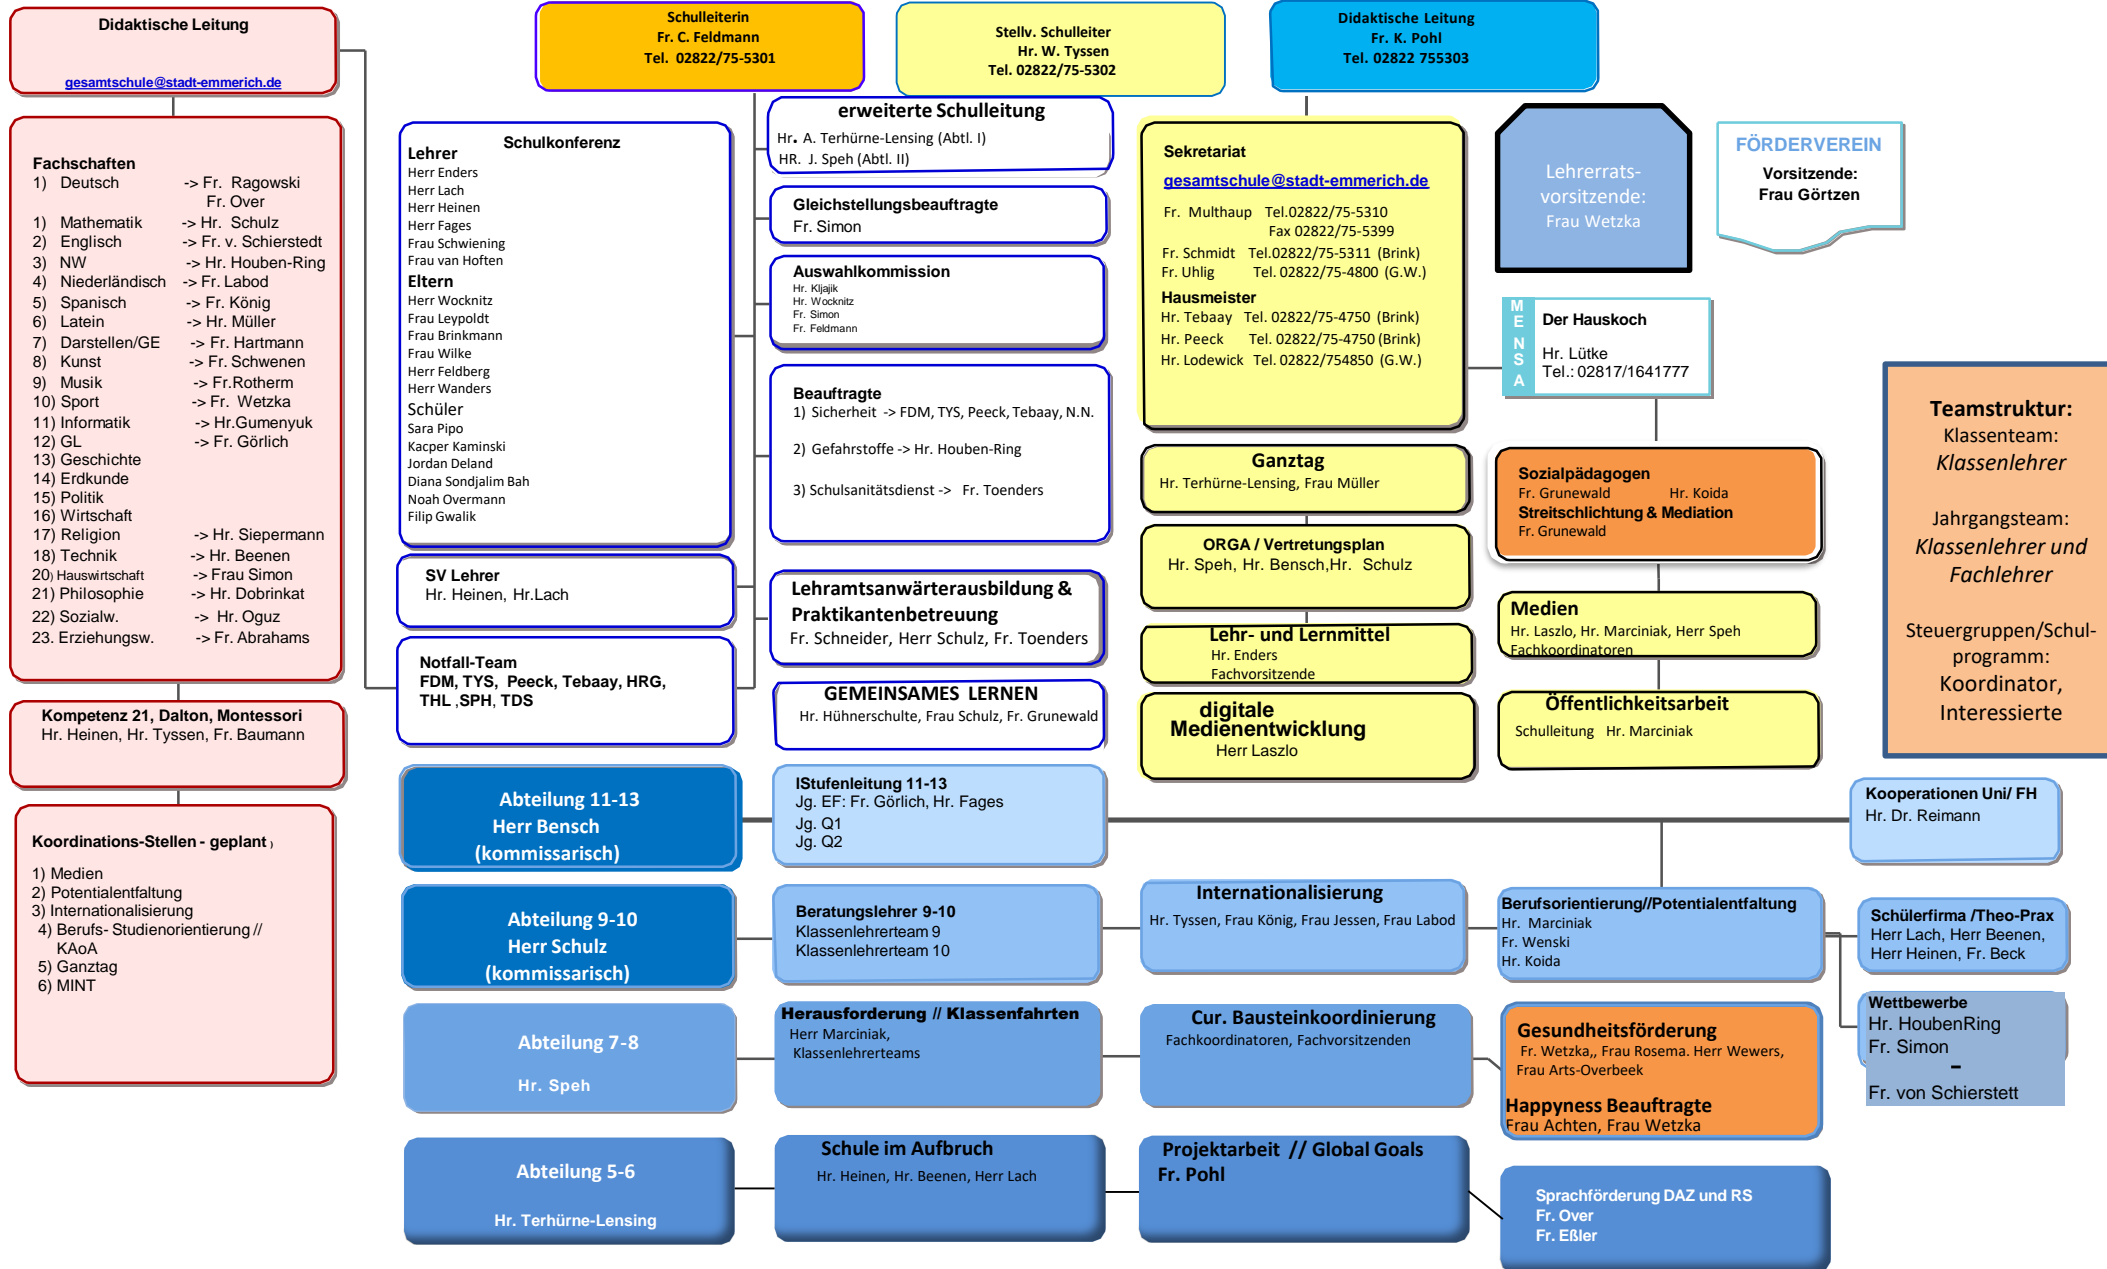 Didaktische Leitung
gesamtschule@stadt-emmerich.de
Schulleiterin
Fr. C. Feldmann
Tel. 02822/75-5301
Stellv. Schulleiter
Hr. W. Tyssen
Tel. 02822/75-5302
Didaktische Leitung
Fr. K. Pohl
Tel. 02822 755303
Fachschaften
1) Deutsch -> Fr. Ragowski
Fr. Over
1) Mathematik -> Hr. Schulz
2) Englisch -> Fr. v. Schierstedt
3) NW -> Hr. Houben-Ring
4) Niederländisch -> Fr. Labod
5) Spanisch -> Fr. König
6) Latein -> Hr. Müller
7) Darstellen/GE -> Fr. Hartmann
8) Kunst -> Fr. Schwenen
9) Musik -> Fr.Rotherm
10) Sport -> Fr. Wetzka
11) Informatik -> Hr.Gumenyuk
12) GL -> Fr. Görlich
13) Geschichte
14) Erdkunde
15) Politik
16) Wirtschaft
17) Religion -> Hr. Siepermann
18) Technik -> Hr. Beenen
20) Hauswirtschaft -> Frau Simon
21) Philosophie -> Hr. Dobrinkat
22) Sozialw. -> Hr. Oguz
23. Erziehungsw. -> Fr. Abrahams
Kompetenz 21, Dalton, Montessori
Hr. Heinen, Hr. Tyssen, Fr. Baumann
Koordinations-Stellen - geplant )
1) Medien
2) Potentialentfaltung
3) Internationalisierung
4) Berufs- Studienorientierung //
KAoA
5) Ganztag
6) MINT
Schulkonferenz
Lehrer
Herr Enders
Herr Lach
Herr Heinen
Herr Fages
Frau Schwiening
Frau van Hoften
Eltern
Herr Wocknitz
Frau Leypoldt
Frau Brinkmann
Frau Wilke
Herr Feldberg
Herr Wanders
Schüler
Sara Pipo
Kacper Kaminski
Jordan Deland
Diana Sondjalim Bah
Noah Overmann
Filip Gwalik
SV Lehrer
Hr. Heinen, Hr.Lach
Notfall-Team
FDM, TYS, Peeck, Tebaay, HRG,
THL ,SPH, TDS
erweiterte Schulleitung
Hr. A. Terhürne-Lensing (Abtl. I)
HR. J. Speh (Abtl. II)
Gleichstellungsbeauftragte
Fr. Simon
Auswahlkommission
Hr. Kljajik
Hr. Wocknitz
Fr. Simon
Fr. Feldmann
Beauftragte
1) Sicherheit -> FDM, TYS, Peeck, Tebaay, N.N.
2) Gefahrstoffe -> Hr. Houben-Ring
3) Schulsanitätsdienst -> Fr. Toenders
Lehramtsanwärterausbildung &
Praktikantenbetreuung
Fr. Schneider, Herr Schulz, Fr. Toenders
GEMEINSAMES LERNEN
Hr. Hühnerschulte, Frau Schulz, Fr. Grunewald
Sekretariat
gesamtschule@stadt-emmerich.de
Fr. Multhaup Tel.02822/75-5310
Fax 02822/75-5399
Fr. Schmidt Tel.02822/75-5311 (Brink)
Fr. Uhlig Tel. 02822/75-4800 (G.W.)
Hausmeister
Hr. Tebaay Tel. 02822/75-4750 (Brink)
Hr. Peeck Tel. 02822/75-4750 (Brink)
Hr. Lodewick Tel. 02822/754850 (G.W.)
Ganztag
Hr. Terhürne-Lensing, Frau Müller
ORGA / Vertretungsplan
Hr. Speh, Hr. Bensch,Hr. Schulz
Lehr- und Lernmittel
Hr. Enders
Fachvorsitzende
digitale
Medienentwicklung
Herr Laszlo
Lehrerrats-
vorsitzende:
Frau Wetzka
FÖRDERVEREIN
Vorsitzende:
Frau Görtzen
MENSA
Der Hauskoch
Hr. Lütke
Tel.: 02817/1641777
Sozialpädagogen
Fr. Grunewald Hr. Koida
Streitschlichtung & Mediation
Fr. Grunewald
Medien
Hr. Laszlo, Hr. Marciniak, Herr Speh
Fachkoordinatoren
Öffentlichkeitsarbeit
Schulleitung Hr. Marciniak
Teamstruktur:
Klassenteam:
Klassenlehrer
Jahrgangsteam:
Klassenlehrer und
Fachlehrer
Steuergruppen/Schul-
programm:
Koordinator,
Interessierte
Abteilung 11-13
Herr Bensch
(kommissarisch)
lStufenleitung 11-13
Jg. EF: Fr. Görlich, Hr. Fages
Jg. Q1
Jg. Q2
Kooperationen Uni/ FH
Hr. Dr. Reimann
Abteilung 9-10
Herr Schulz
(kommissarisch)
Beratungslehrer 9-10
Klassenlehrerteam 9
Klassenlehrerteam 10
Internationalisierung
Hr. Tyssen, Frau König, Frau Jessen, Frau Labod
Berufsorientierung//Potentialentfaltung
Hr. Marciniak
Fr. Wenski
Hr. Koida
Schülerfirma /Theo-Prax
Herr Lach, Herr Beenen,
Herr Heinen, Fr. Beck
Wettbewerbe
Hr. HoubenRing
Fr. Simon
–
Fr. von Schierstett
Abteilung 7-8
Hr. Speh
Herausforderung // Klassenfahrten
Herr Marciniak,
Klassenlehrerteams
Cur. Bausteinkoordinierung
Fachkoordinatoren, Fachvorsitzenden
Gesundheitsförderung
Fr. Wetzka,, Frau Rosema. Herr Wewers,
Frau Arts-Overbeek
Happyness Beauftragte
Frau Achten, Frau Wetzka
Abteilung 5-6
Hr. Terhürne-Lensing
Schule im Aufbruch
Hr. Heinen, Hr. Beenen, Herr Lach
Projektarbeit // Global Goals
Fr. Pohl
Sprachförderung DAZ und RS
Fr. Over
Fr. Eßler